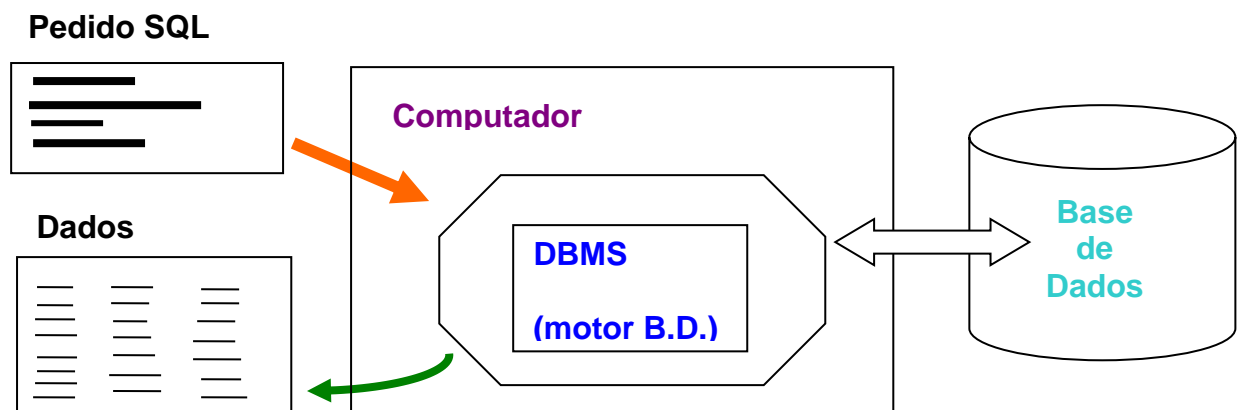 Pedido SQL
Computador
Dados
DBMS
(motor B.D.)
Base
de
Dados